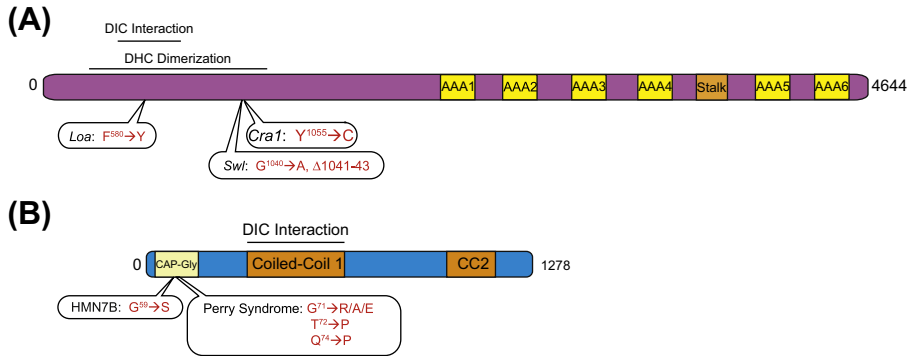 (A)
DIC Interaction
DHC Dimerization
0 AAA1 AAA2 AAA3 AAA4 Stalk AAA5 AAA6 4644
Loa: F580→Y
Cra1: Y1055→C
Swl: G1040→A, Δ1041-43
(B)
DIC Interaction
0 CAP-Gly Coiled-Coil 1 CC2 1278
HMN7B: G59→S
Perry Syndrome: G71→R/A/E
T72→P
Q74→P